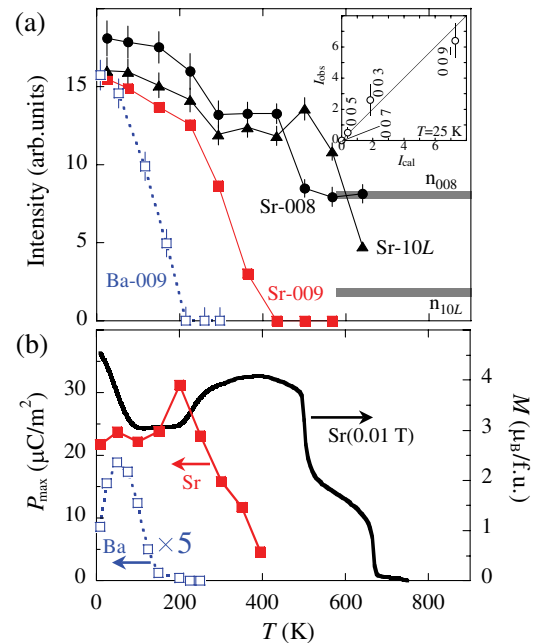 (a)
Intensity (arb.units)
15
10
5
0
I_obs
8
6
4
2
0
0 2 4 6
I_cal
0 0 5
0 0 3
0 0 7
0 0 9
T=25 K
Sr-008
n_008
Sr-10L
Ba-009
Sr-009
n_10L
(b)
P_max (μC/m²)
30
20
10
0
Sr(0.01 T)
Sr
Ba
×5
4
3
2
1
0
M (μ_B/f.u.)
0 200 400 600 800
T (K)